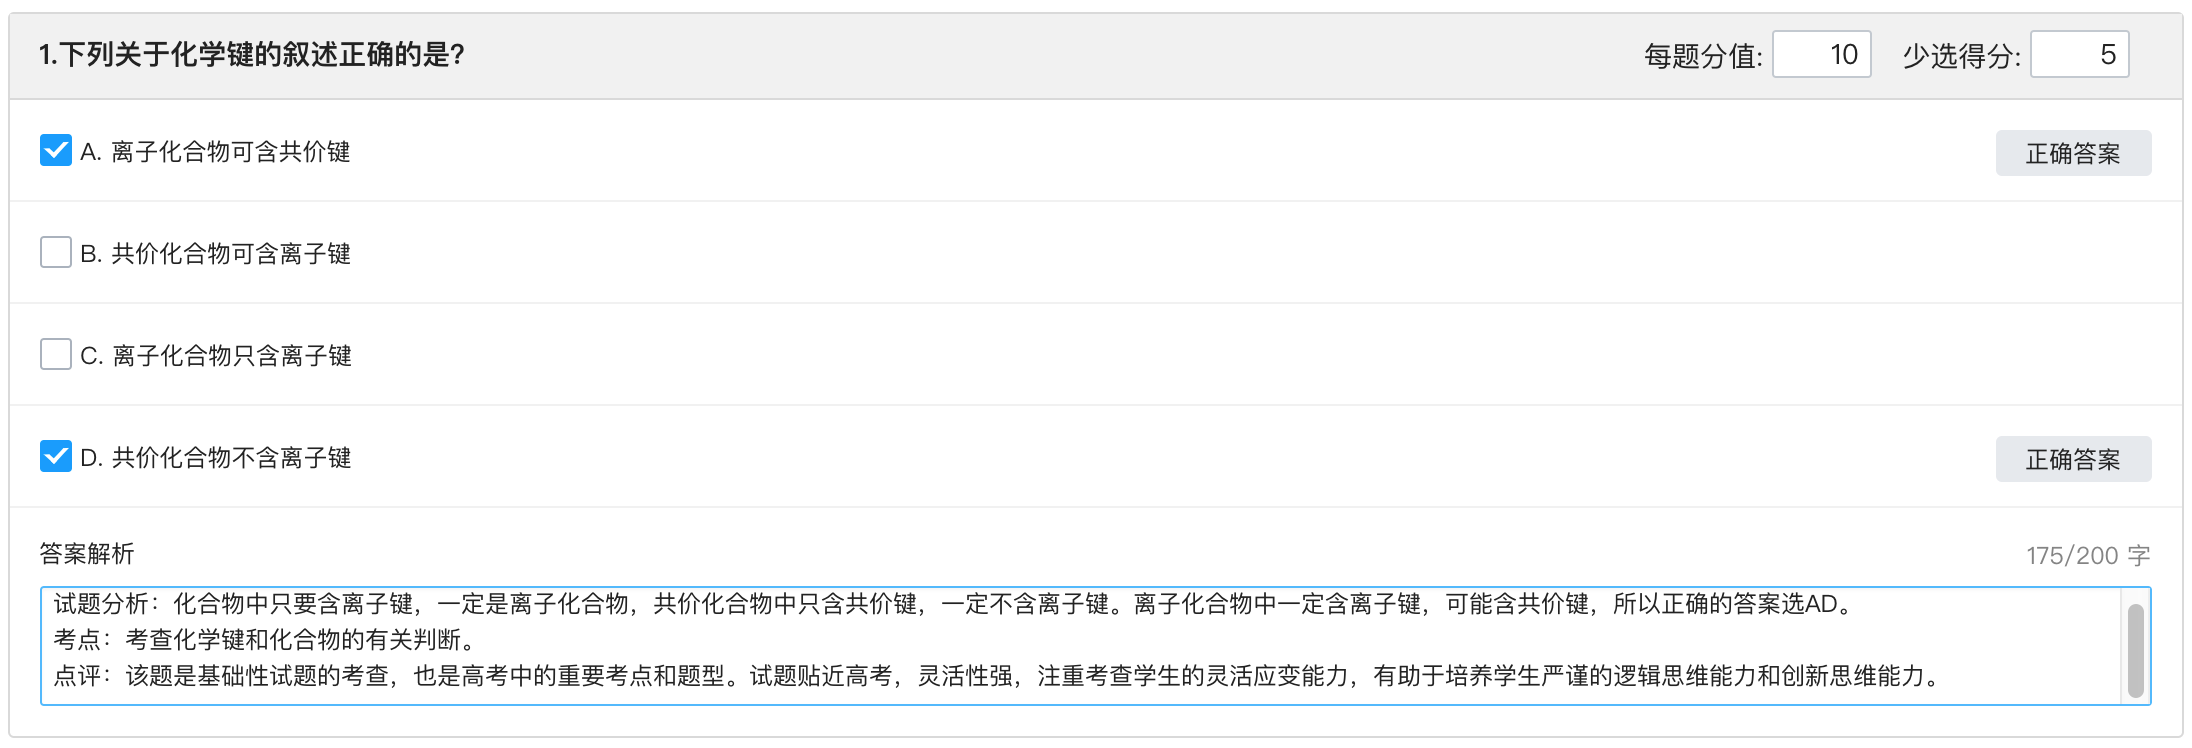 1.下列关于化学键的叙述正确的是?
每题分值: 10 少选得分: 5
A. 离子化合物可含共价键
正确答案
B. 共价化合物可含离子键
C. 离子化合物只含离子键
D. 共价化合物不含离子键
正确答案
答案解析
175/200 字
试题分析：化合物中只要含离子键，一定是离子化合物，共价化合物中只含共价键，一定不含离子键。离子化合物中一定含离子键，可能含共价键，所以正确的答案选AD。
考点：考查化学键和化合物的有关判断。
点评：该题是基础性试题的考查，也是高考中的重要考点和题型。试题贴近高考，灵活性强，注重考查学生的灵活应变能力，有助于培养学生严谨的逻辑思维能力和创新思维能力。